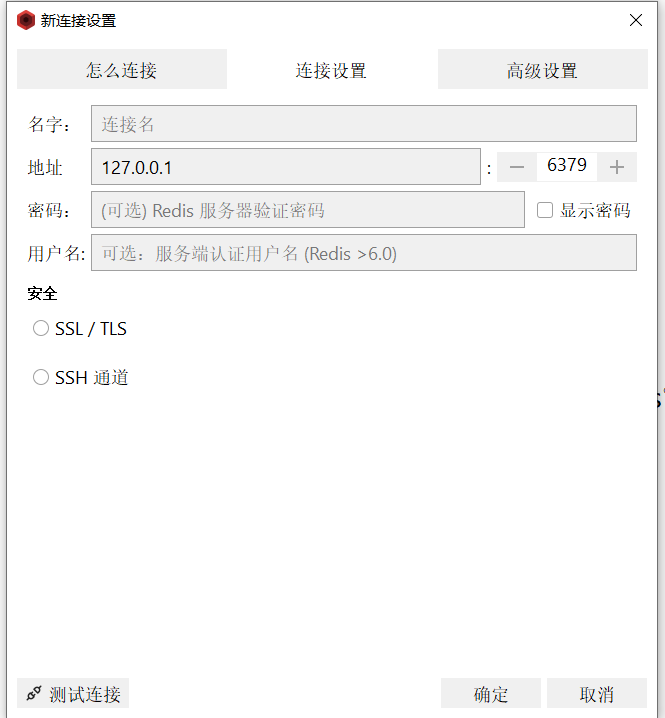 新连接设置
怎么连接 连接设置 高级设置
名字： 连接名
地址 127.0.0.1 : 6379
密码： (可选) Redis 服务器验证密码 显示密码
用户名: 可选：服务端认证用户名 (Redis >6.0)
安全
SSL / TLS
SSH 通道
测试连接 确定 取消